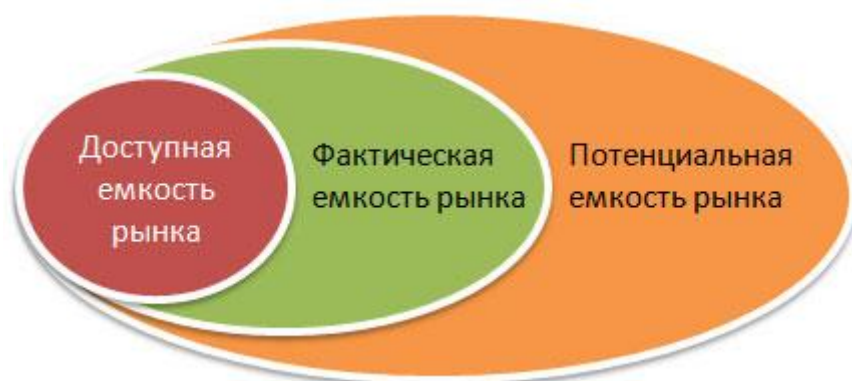 Доступная
емкость
рынка
Фактическая
емкость рынка
Потенциальная
емкость рынка